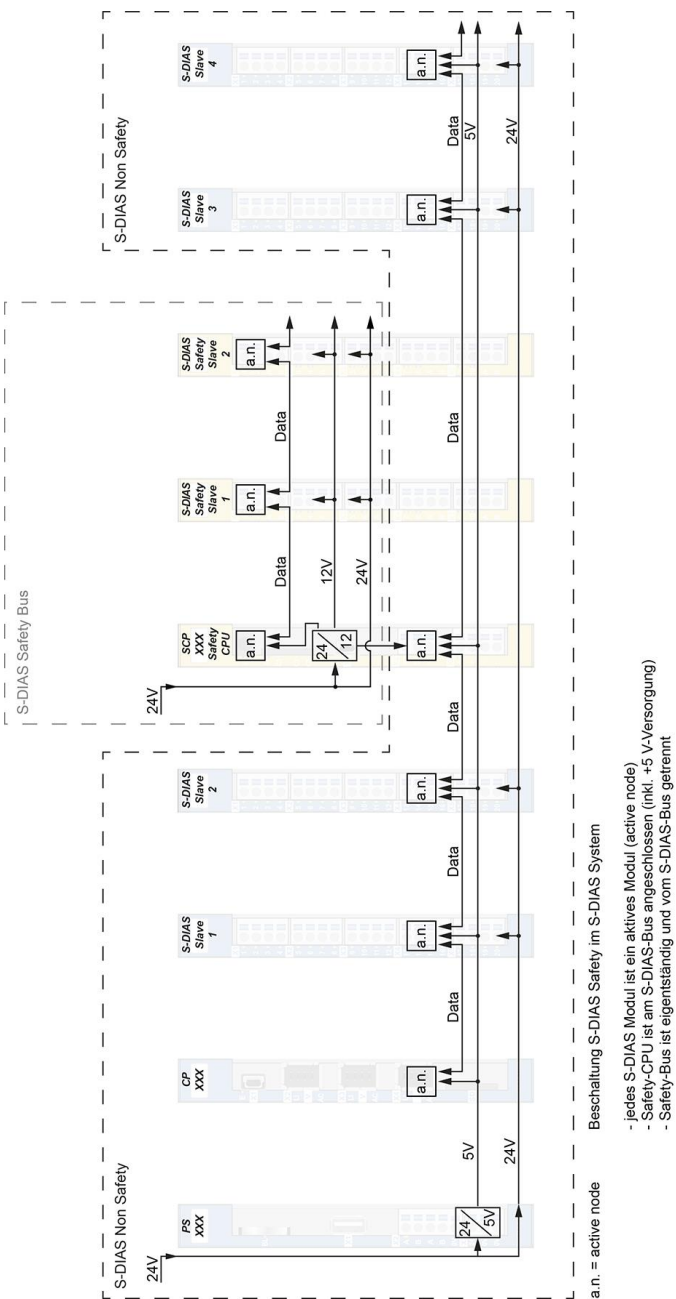 S-DIAS Non Safety
S-DIAS Safety Bus
S-DIAS Non Safety
PS
XXX
CP
XXX
S-DIAS
Slave
1
S-DIAS
Slave
2
SCP
XXX
Safety
CPU
S-DIAS
Safety
Slave
1
S-DIAS
Safety
Slave
2
S-DIAS
Slave
3
S-DIAS
Slave
4
24V
24V
a.n.
a.n.
a.n.
Data
Data
24
12
12V
24V
a.n.
a.n.
a.n.
a.n.
a.n.
a.n.
Data
Data
Data
Data
Data
24
5V
5V
5V
24V
24V
a.n. = active node
Beschaltung S-DIAS Safety im S-DIAS System
- jedes S-DIAS Modul ist ein aktives Modul (active node)
- Safety-CPU ist am S-DIAS-Bus angeschlossen (inkl. +5 V-Versorgung)
- Safety-Bus ist eigentständig und vom S-DIAS-Bus getrennt